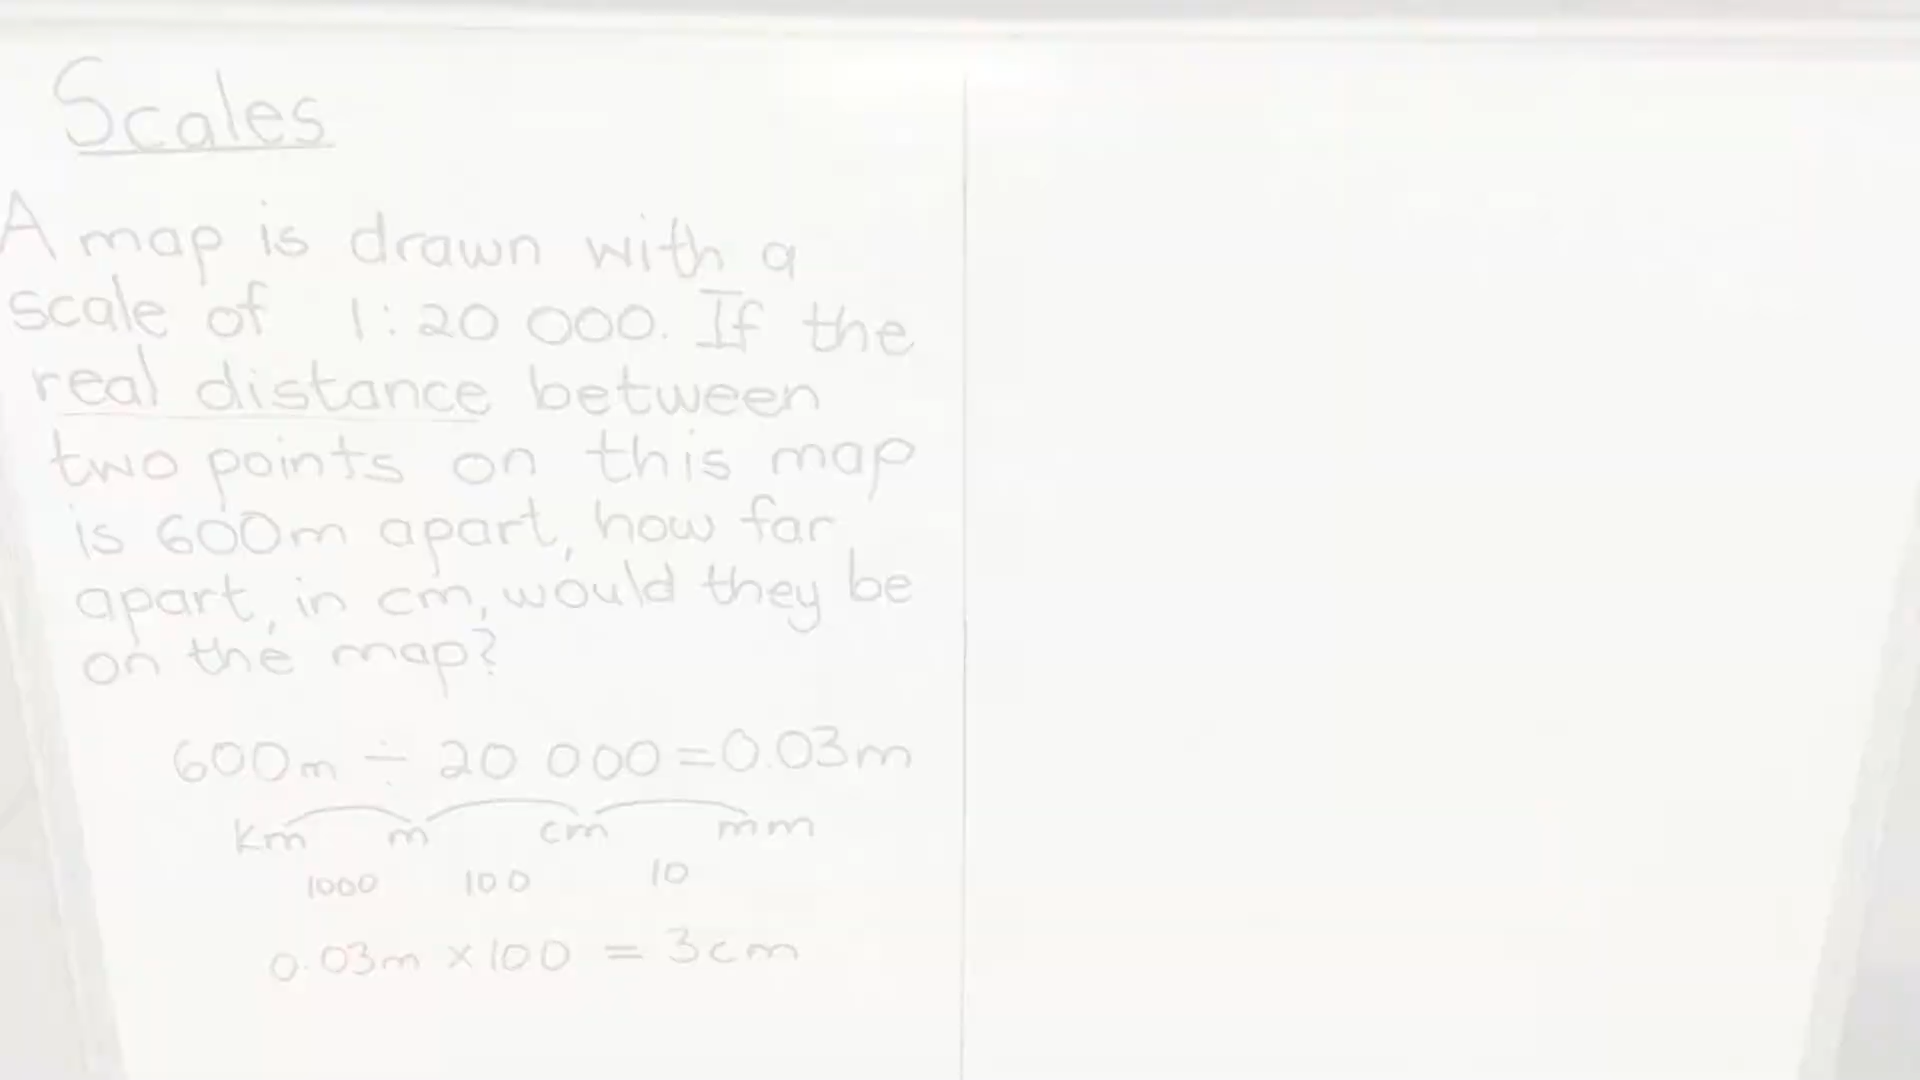 Scales
A map is drawn with a
scale of 1:20 000. If the
real distance between
two points on this map
is 600m apart, how far
apart, in cm, would they be
on the map?
600m ÷ 20 000 = 0.03m
km m cm mm
1000 100 10
0.03m × 100 = 3cm